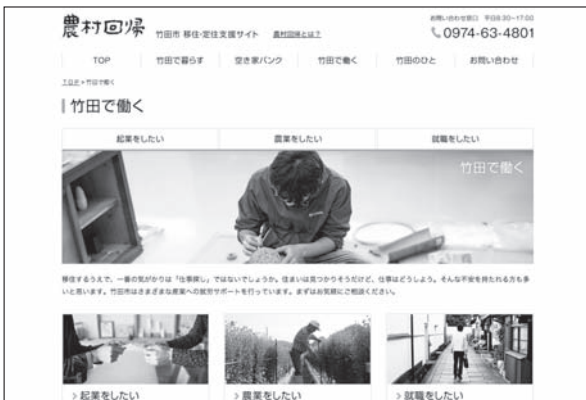 農村回帰
竹田市 移住・定住支援サイト
農村回帰とは？
お問い合わせ窓口 平日8:30~17:00
0974-63-4801
TOP
竹田で暮らす
空き家バンク
竹田で働く
竹田のひと
お問い合わせ
TOP > 竹田で働く
竹田で働く
起業をしたい
農業をしたい
就職をしたい
竹田で働く
移住するうえで、一番の気がかりは「仕事探し」ではないでしょうか。住まいは見つかりそうだけど、仕事はどうしよう。そんな不安を持たれる方も多
いと思います。竹田市はさまざまな産業への就労サポートを行っています。まずはお気軽にご相談ください。
> 起業をしたい
> 農業をしたい
> 就職をしたい